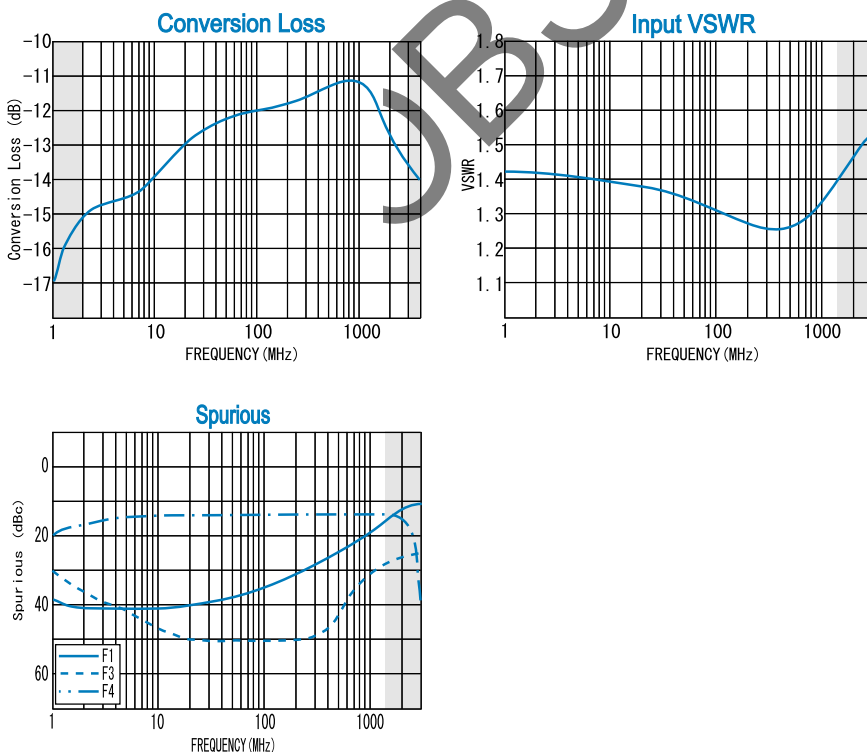 Conversion Loss
-10
-11
-12
-13
-14
-15
-16
-17
Conversion Loss (dB)
1 10 100 1000
FREQUENCY(MHz)
Input VSWR
1.8
1.7
1.6
1.5
1.4
1.3
1.2
1.1
VSWR
1 10 100 1000
FREQUENCY(MHz)
Spurious
0
20
40
60
Spurious (dBc)
F1
F3
F4
1 10 100 1000
FREQUENCY(MHz)